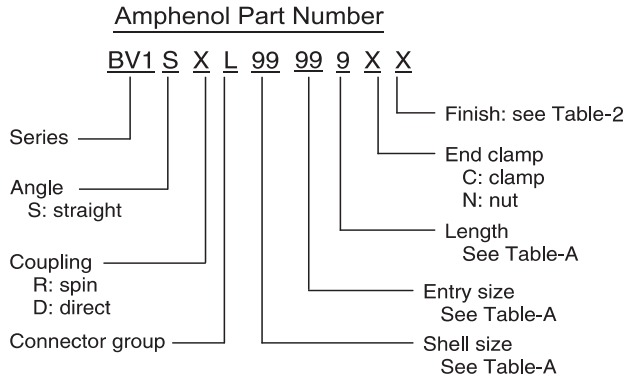 Amphenol Part Number
BV1 S X L 99 99 9 X X
Series
Angle
S: straight
Coupling
R: spin
D: direct
Connector group
Finish: see Table-2
End clamp
C: clamp
N: nut
Length
See Table-A
Entry size
See Table-A
Shell size
See Table-A